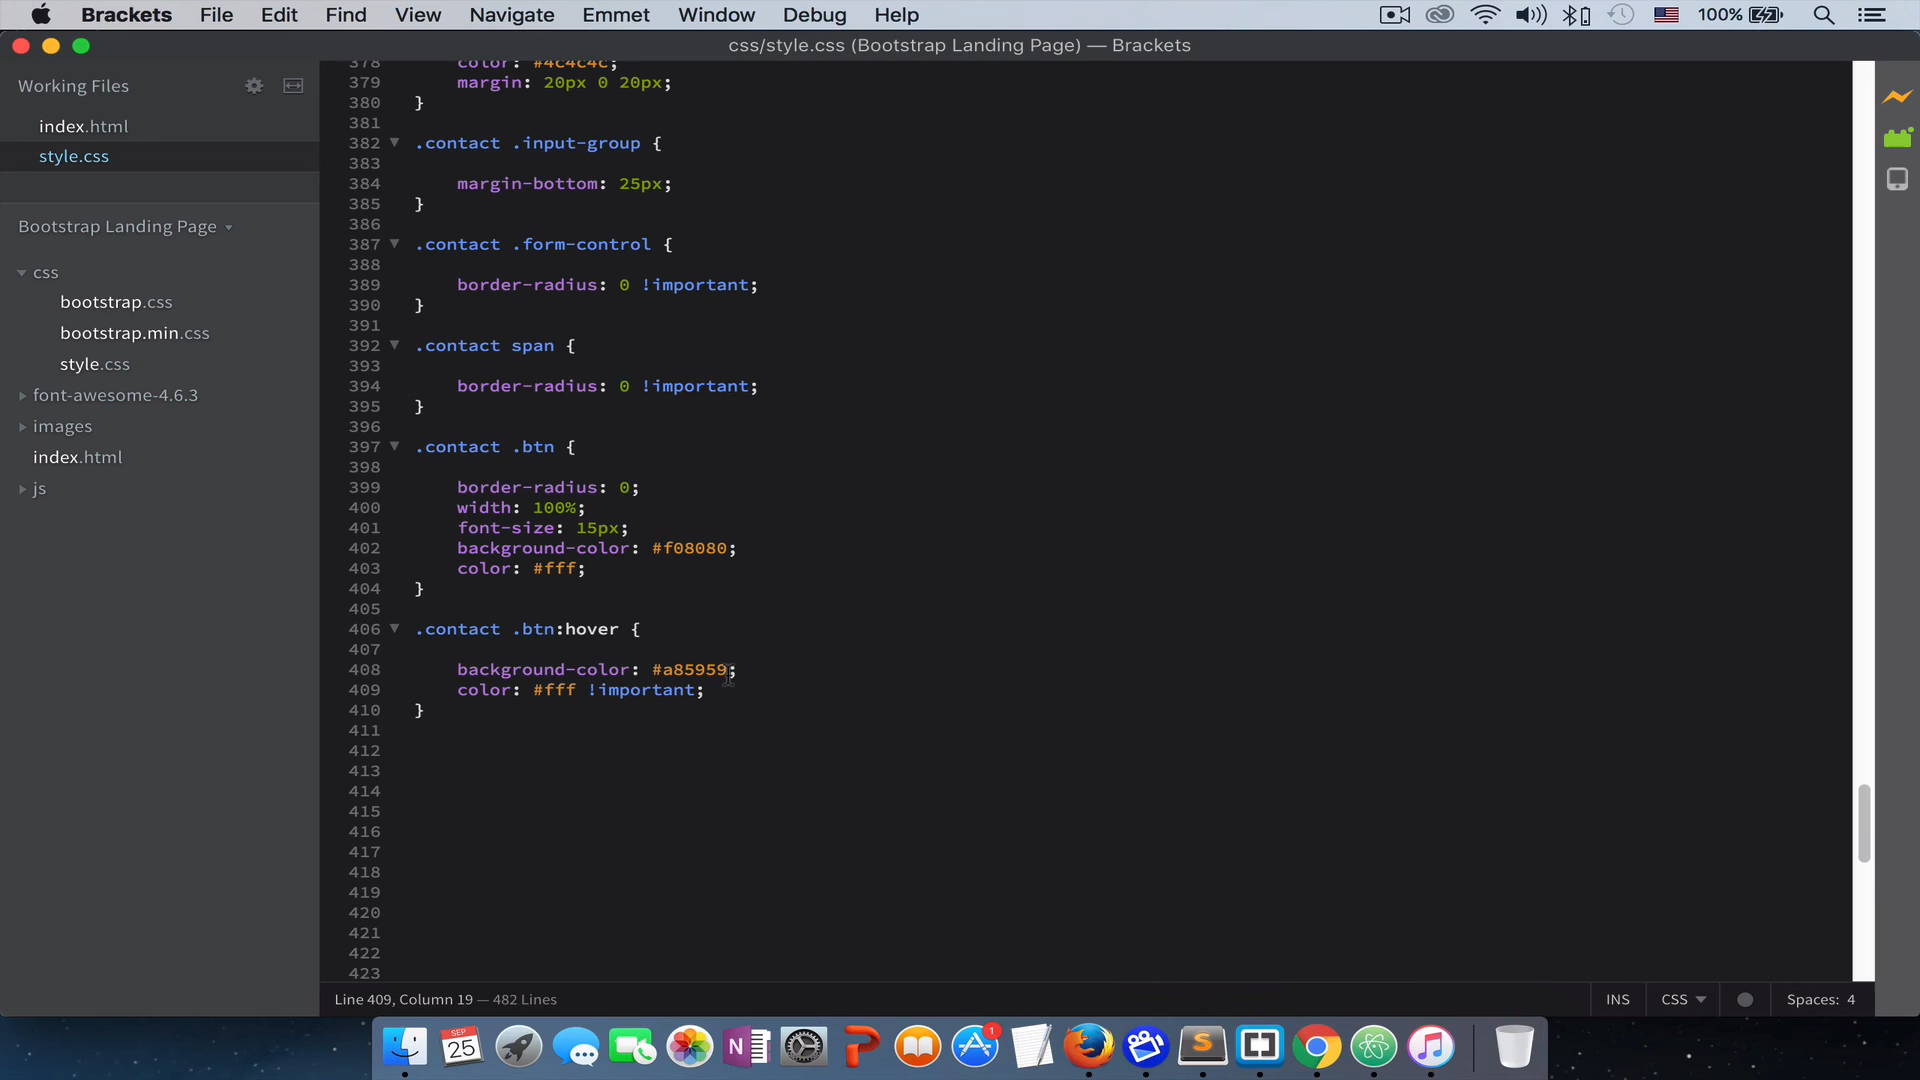 Brackets File Edit Find View Navigate Emmet Window Debug Help 100%
css/style.css (Bootstrap Landing Page) — Brackets
Working Files
index.html
style.css
Bootstrap Landing Page
css
bootstrap.css
bootstrap.min.css
style.css
font-awesome-4.6.3
images
index.html
js
378 color: #4c4c4c;
379 margin: 20px 0 20px;
380 }
381
382 .contact .input-group {
383
384 margin-bottom: 25px;
385 }
386
387 .contact .form-control {
388
389 border-radius: 0 !important;
390 }
391
392 .contact span {
393
394 border-radius: 0 !important;
395 }
396
397 .contact .btn {
398
399 border-radius: 0;
400 width: 100%;
401 font-size: 15px;
402 background-color: #f08080;
403 color: #fff;
404 }
405
406 .contact .btn:hover {
407
408 background-color: #a85959;
409 color: #fff !important;
410 }
411
412
413
414
415
416
417
418
419
420
421
422
423
Line 409, Column 19 — 482 Lines
INS CSS Spaces: 4
SEP
25
N
1
S